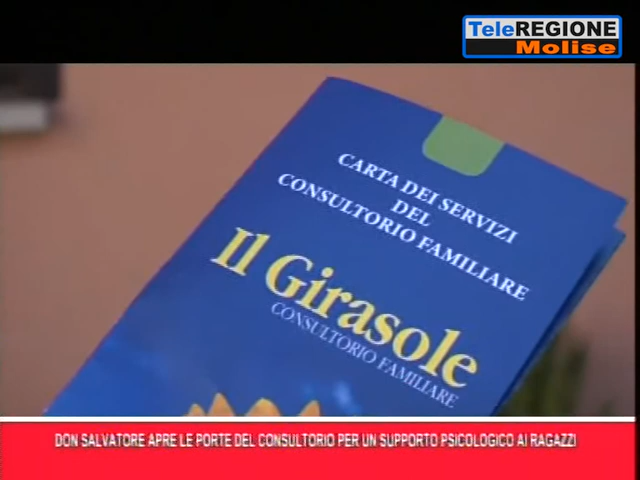 TeleREGIONE
Molise
CARTA DEI SERVIZI
DEL
CONSULTORIO FAMILIARE
Il Girasole
CONSULTORIO FAMILIARE
DON SALVATORE APRE LE PORTE DEL CONSULTORIO PER UN SUPPORTO PSICOLOGICO AI RAGAZZI